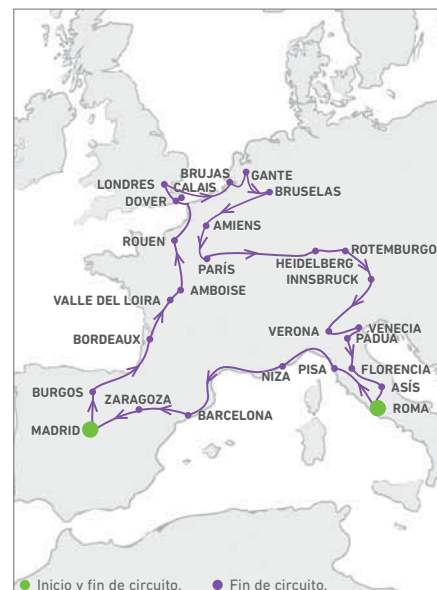 BRUJAS
GANTE
LONDRES
CALAIS
BRUSELAS
DOVER
AMIENS
ROUEN
ROTEMBURGO
PARÍS
HEIDELBERG
INNSBRUCK
AMBOISE
VALLE DEL LOIRA
VENECIA
VERONA
PÁDUA
BORDEAUX
FLORENCIA
NIZA
PISA
ASÍS
BURGOS
ZARAGOZA
BARCELONA
ROMA
MADRID
Inicio y fin de circuito.
Fin de circuito.